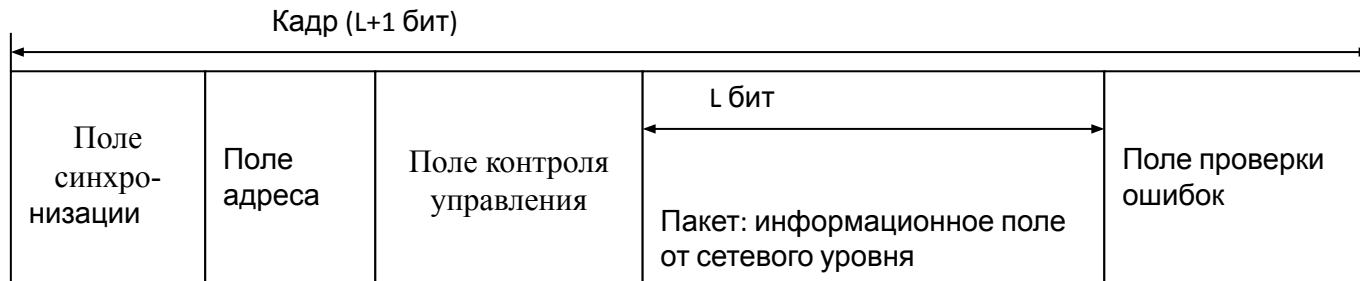 Кадр (L+1 бит)
Поле
синхро-
низации
Поле
адреса
Поле контроля
управления
L бит
Пакет: информационное поле
от сетевого уровня
Поле проверки
ошибок